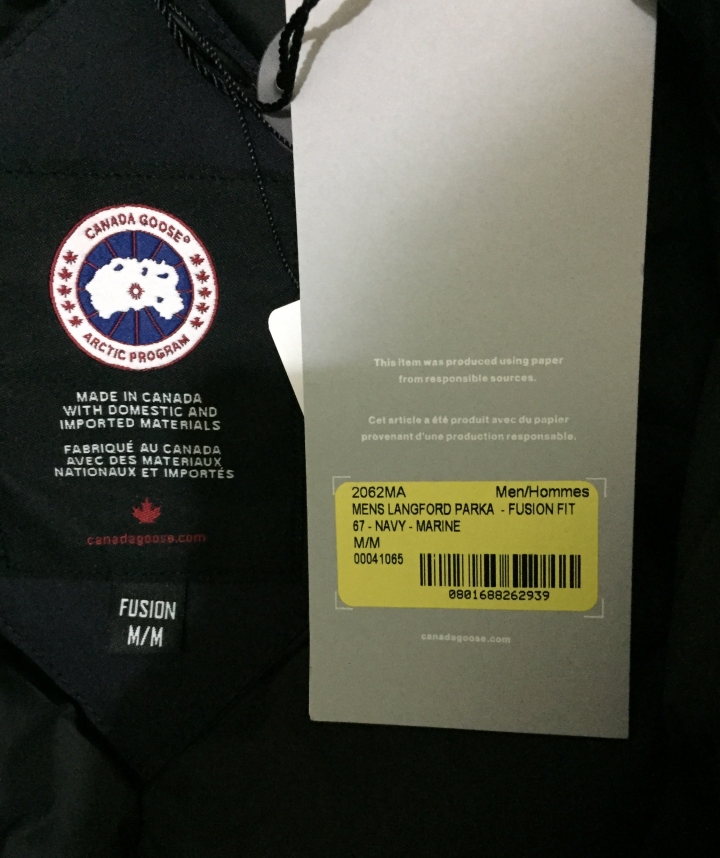 CANADA GOOSE®
ARCTIC PROGRAM
MADE IN CANADA
WITH DOMESTIC AND
IMPORTED MATERIALS
FABRIQUÉ AU CANADA
AVEC DES MATERIAUX
NATIONAUX ET IMPORTÉS
canadagoose.com
FUSION
M/M
This item was produced using paper
from responsible sources.
Cet article a été produit avec du papier
provenant d'une production responsable.
2062MA Men/Hommes
MENS LANGFORD PARKA - FUSION FIT
67 - NAVY - MARINE
M/M
00041065
0801688262939
canadagoose.com